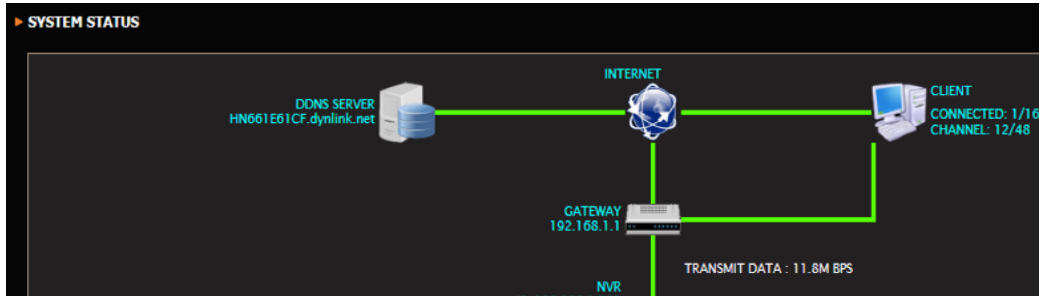 SYSTEM STATUS
INTERNET
DDNS SERVER
HN661E61CF.dynlink.net
CLIENT
CONNECTED: 1/16
CHANNEL: 12/48
GATEWAY
192.168.1.1
TRANSMIT DATA : 11.8M BPS
NVR